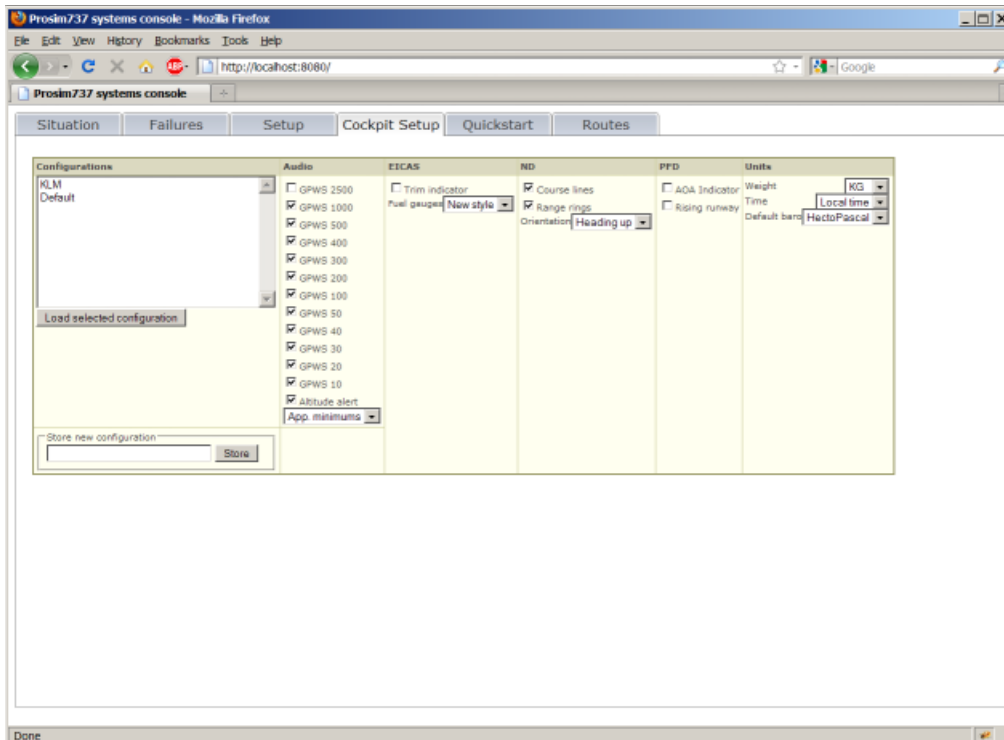 Prosim737 systems console - Mozilla Firefox
File Edit View History Bookmarks Tools Help
ABP http://localhost:8080/ Google
Prosim737 systems console
Situation Failures Setup Cockpit Setup Quickstart Routes
Configurations Audio EICAS ND PFD Units
KLM
Default
Load selected configuration
Store new configuration
Store
GPWS 2500
GPWS 1000
GPWS 500
GPWS 400
GPWS 300
GPWS 200
GPWS 100
GPWS 50
GPWS 40
GPWS 30
GPWS 20
GPWS 10
Altitude alert
App. minimums
Trim indicator
Fuel gauges New style
Course lines
Range rings
Orientation Heading up
AOA Indicator
Rising runway
Weight KG
Time Local time
Default baro HectoPascal
Done